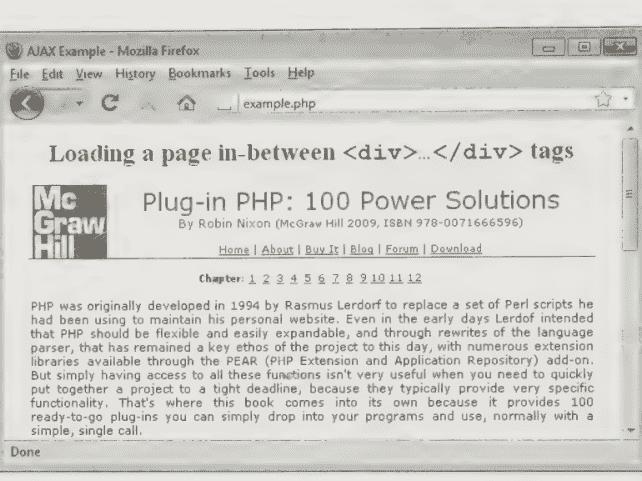 AJAX Example - Mozilla Firefox
File Edit View History Bookmarks Tools Help
example.php
Loading a page in-between <div>...</div> tags
Mc
Graw
Hill
Plug-in PHP: 100 Power Solutions
By Robin Nixon (McGraw Hill 2009, ISBN 978-0071666596)
Home | About | Buy It | Blog | Forum | Download
Chapter: 1 2 3 4 5 6 7 8 9 10 11 12
PHP was originally developed in 1994 by Rasmus Lerdorf to replace a set of Perl scripts he
had been using to maintain his personal website. Even in the early days Lerdof intended
that PHP should be flexible and easily expandable, and through rewrites of the language
parser, that has remained a key ethos of the project to this day, with numerous extension
libraries available through the PEAR (PHP Extension and Application Repository) add-on.
But simply having access to all these functions isn't very useful when you need to quickly
put together a project to a tight deadline, because they typically provide very specific
functionality. That's where this book comes into its own because it provides 100
ready-to-go plug-ins you can simply drop into your programs and use, normally with a
simple, single call.
Done